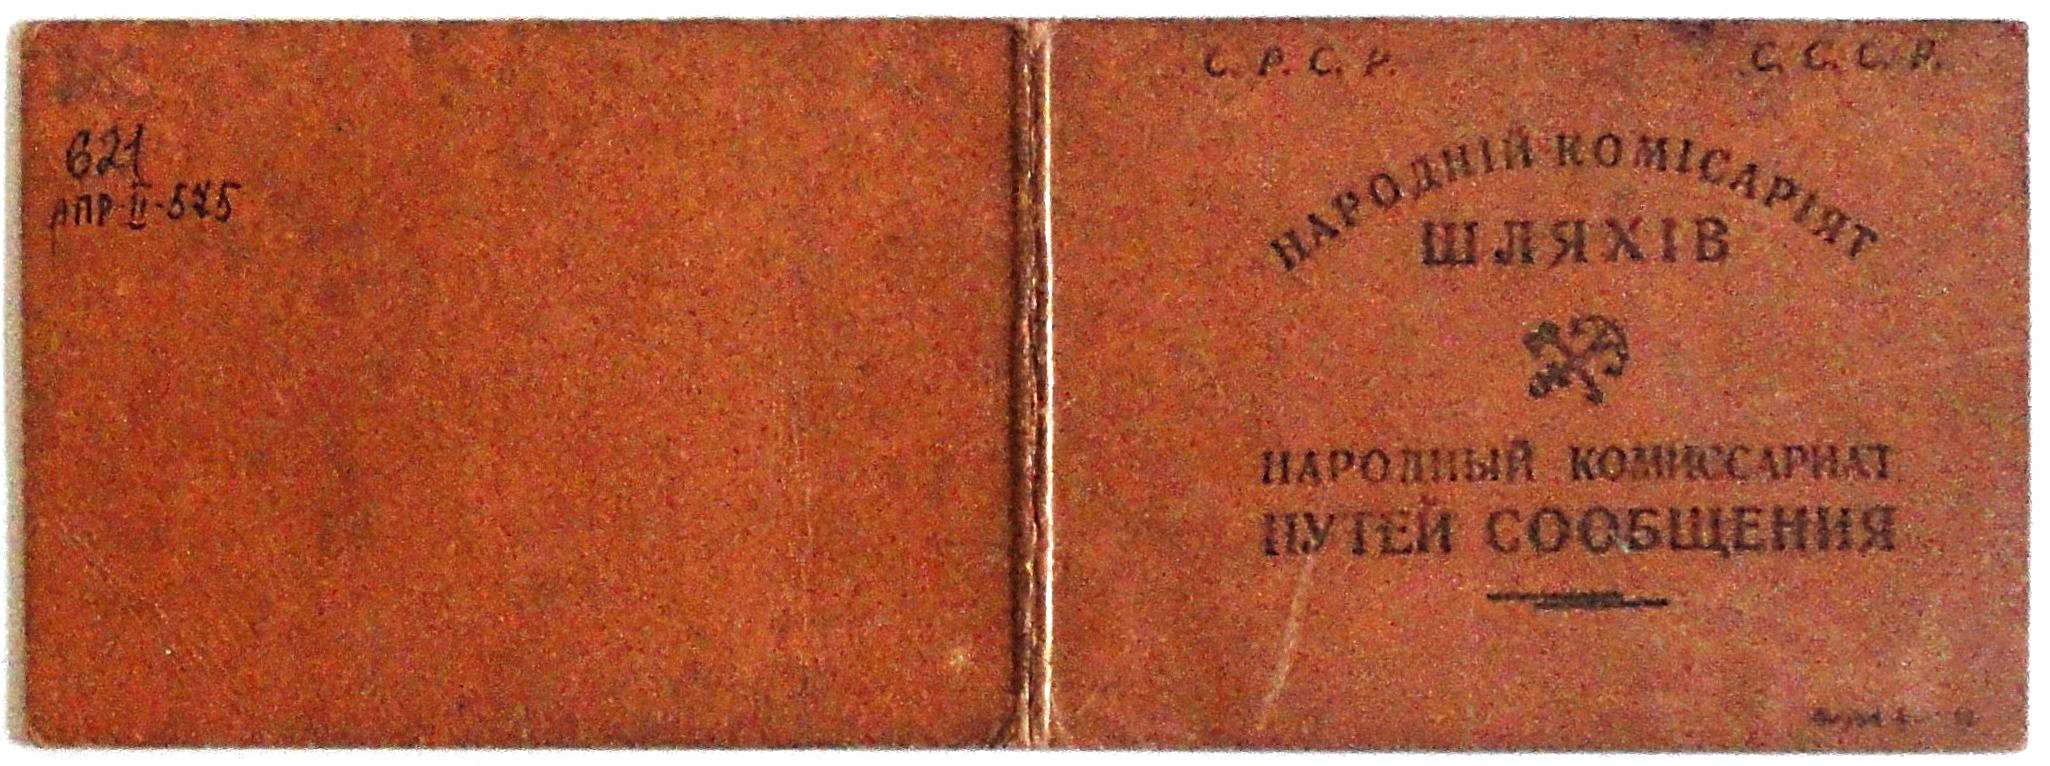 621
АПР-II-575
С. Р. С. Р. С. С. С. Р.
НАРОДНІЙ КОМІСАРІЯТ
ШЛЯХІВ
НАРОДНЫЙ КОМИССАРИАТ
ПУТЕЙ СООБЩЕНИЯ